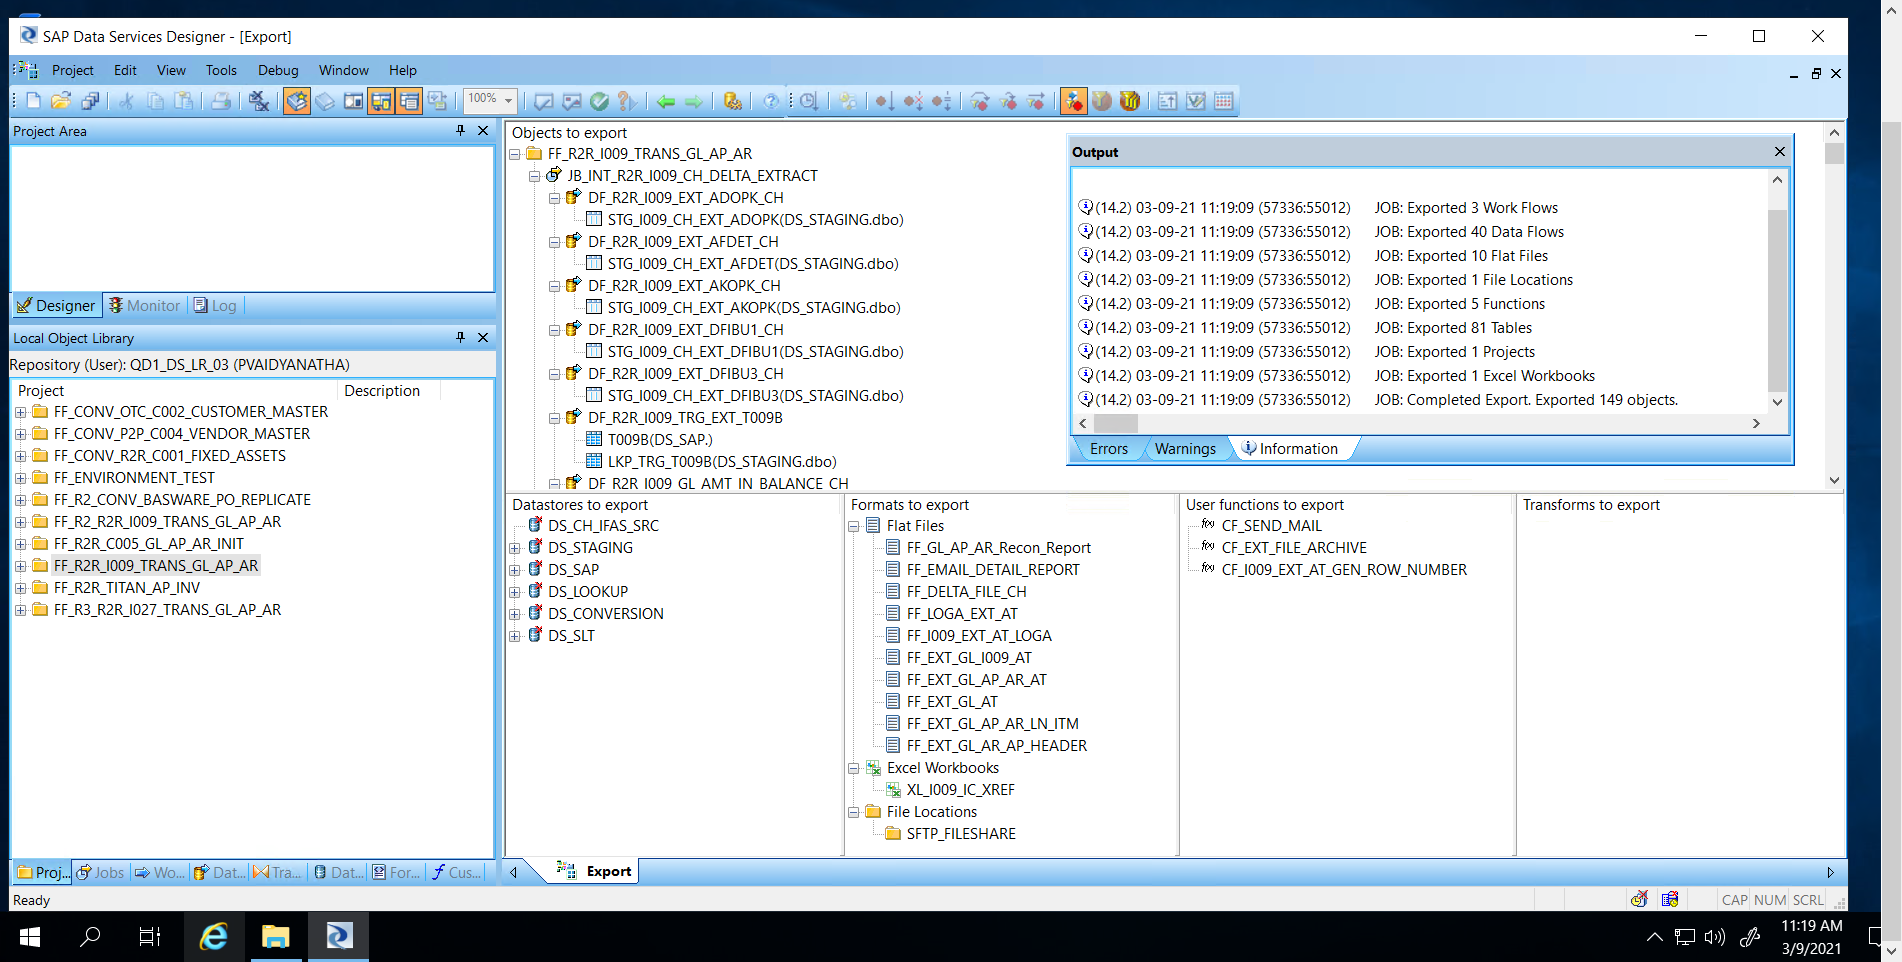 SAP Data Services Designer - [Export]
Project Edit View Tools Debug Window Help
100%
Project Area
Designer Monitor Log
Local Object Library
Repository (User): QD1_DS_LR_03 (PVAIDYANATHA)
Project Description
FF_CONV_OTC_C002_CUSTOMER_MASTER
FF_CONV_P2P_C004_VENDOR_MASTER
FF_CONV_R2R_C001_FIXED_ASSETS
FF_ENVIRONMENT_TEST
FF_R2_CONV_BASWARE_PO_REPLICATE
FF_R2_R2R_I009_TRANS_GL_AP_AR
FF_R2R_C005_GL_AP_AR_INIT
FF_R2R_I009_TRANS_GL_AP_AR
FF_R2R_TITAN_AP_INV
FF_R3_R2R_I027_TRANS_GL_AP_AR
Proj... Jobs Wo... Dat... Tra... Dat... For... Cus...
Objects to export
FF_R2R_I009_TRANS_GL_AP_AR
JB_INT_R2R_I009_CH_DELTA_EXTRACT
DF_R2R_I009_EXT_ADOPK_CH
STG_I009_CH_EXT_ADOPK(DS_STAGING.dbo)
DF_R2R_I009_EXT_AFDET_CH
STG_I009_CH_EXT_AFDET(DS_STAGING.dbo)
DF_R2R_I009_EXT_AKOPK_CH
STG_I009_CH_EXT_AKOPK(DS_STAGING.dbo)
DF_R2R_I009_EXT_DFIBU1_CH
STG_I009_CH_EXT_DFIBU1(DS_STAGING.dbo)
DF_R2R_I009_EXT_DFIBU3_CH
STG_I009_CH_EXT_DFIBU3(DS_STAGING.dbo)
DF_R2R_I009_TRG_EXT_T009B
T009B(DS_SAP.)
LKP_TRG_T009B(DS_STAGING.dbo)
DF_R2R_I009_GL_AMT_IN_BALANCE_CH
Output
(14.2) 03-09-21 11:19:09 (57336:55012) JOB: Exported 3 Work Flows
(14.2) 03-09-21 11:19:09 (57336:55012) JOB: Exported 40 Data Flows
(14.2) 03-09-21 11:19:09 (57336:55012) JOB: Exported 10 Flat Files
(14.2) 03-09-21 11:19:09 (57336:55012) JOB: Exported 1 File Locations
(14.2) 03-09-21 11:19:09 (57336:55012) JOB: Exported 5 Functions
(14.2) 03-09-21 11:19:09 (57336:55012) JOB: Exported 81 Tables
(14.2) 03-09-21 11:19:09 (57336:55012) JOB: Exported 1 Projects
(14.2) 03-09-21 11:19:09 (57336:55012) JOB: Exported 1 Excel Workbooks
(14.2) 03-09-21 11:19:09 (57336:55012) JOB: Completed Export. Exported 149 objects.
Errors Warnings Information
Datastores to export
DS_CH_IFAS_SRC
DS_STAGING
DS_SAP
DS_LOOKUP
DS_CONVERSION
DS_SLT
Formats to export
Flat Files
FF_GL_AP_AR_Recon_Report
FF_EMAIL_DETAIL_REPORT
FF_DELTA_FILE_CH
FF_LOGA_EXT_AT
FF_I009_EXT_AT_LOGA
FF_EXT_GL_I009_AT
FF_EXT_GL_AP_AR_AT
FF_EXT_GL_AT
FF_EXT_GL_AP_AR_LN_ITM
FF_EXT_GL_AR_AP_HEADER
Excel Workbooks
XL_I009_IC_XREF
File Locations
SFTP_FILESHARE
User functions to export
f(x) CF_SEND_MAIL
f(x) CF_EXT_FILE_ARCHIVE
f(x) CF_I009_EXT_AT_GEN_ROW_NUMBER
Transforms to export
Export
Ready
CAP NUM SCRL
11:19 AM
3/9/2021